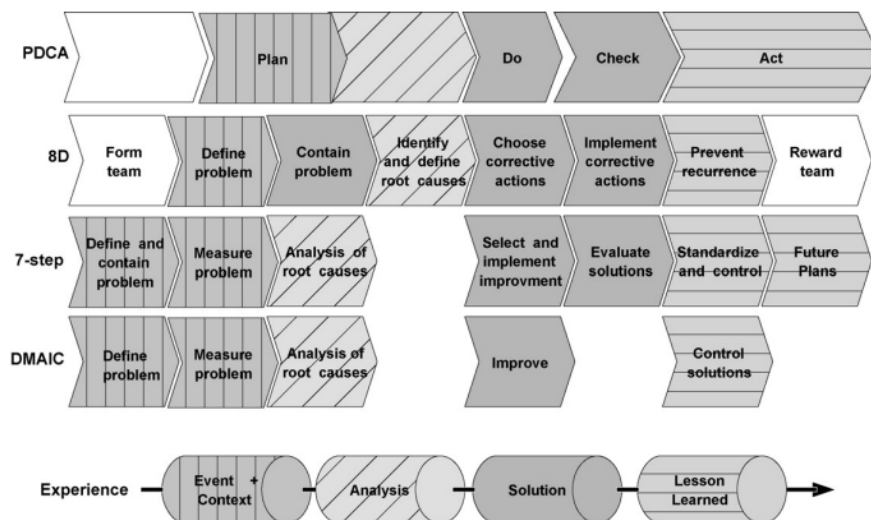 PDCA
Plan
Do
Check
Act
8D
Form
team
Define
problem
Contain
problem
Identify
and define
root causes
Choose
corrective
actions
Implement
corrective
actions
Prevent
recurrence
Reward
team
7-step
Define and
contain
problem
Measure
problem
Analysis of
root causes
Select and
implement
improvment
Evaluate
solutions
Standardize
and control
Future
Plans
DMAIC
Define
problem
Measure
problem
Analysis of
root causes
Improve
Control
solutions
Experience
Event +
Context
Analysis
Solution
Lesson
Learned